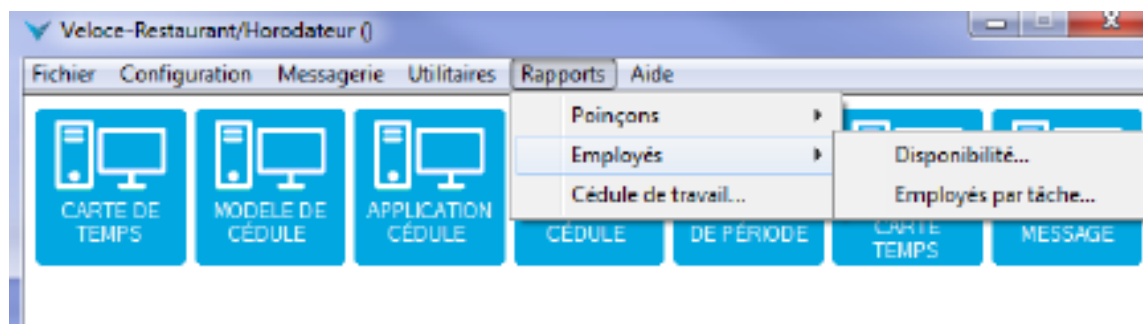 Veloce-Restaurant/Horodateur ()
Fichier Configuration Messagerie Utilitaires Rapports Aide
Poinçons
Employés
Cédule de travail...
Disponibilité...
Employés par tâche...
CARTE DE
TEMPS
MODELE DE
CÉDULE
APPLICATION
CÉDULE
CÉDULE
DE PÉRIODE
CARTE
TEMPS
MESSAGE